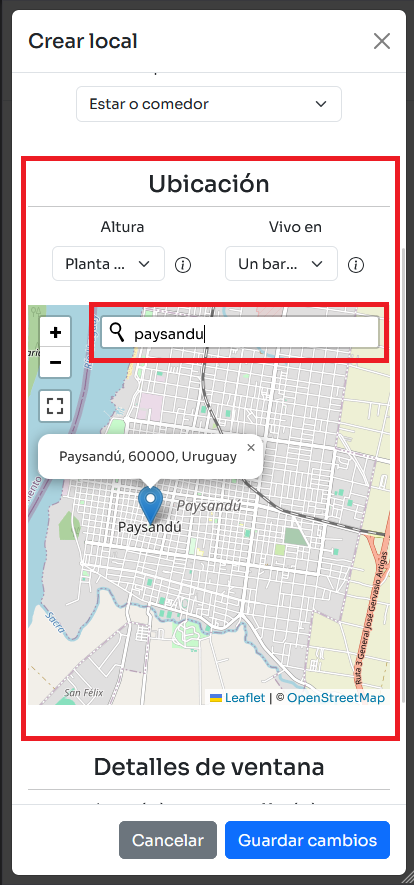 Crear local
Estar o comedor
Ubicación
Altura
Vivo en
Planta ...
Un bar...
+
paysandu
−
Paysandú, 60000, Uruguay
×
Paysandú
Paysandú
Sacra
Ruta 3 General José Gervasio Artigas
San Félix
Leaflet | © OpenStreetMap
Detalles de ventana
Cancelar
Guardar cambios